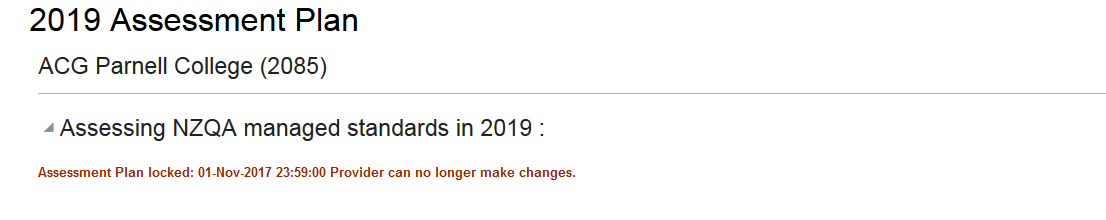 2019 Assessment Plan
ACG Parnell College (2085)
Assessing NZQA managed standards in 2019 :
Assessment Plan locked: 01-Nov-2017 23:59:00 Provider can no longer make changes.